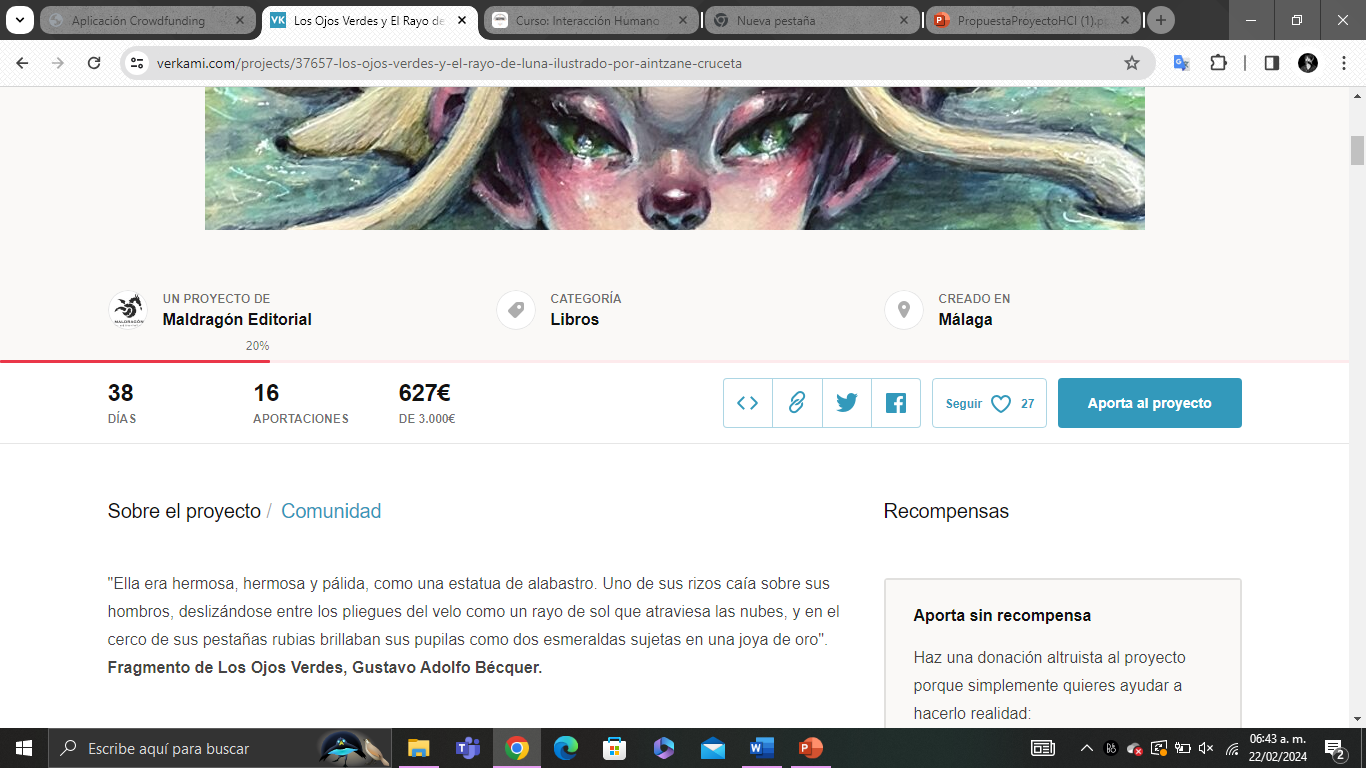 Aplicación Crowdfunding
Los Ojos Verdes y El Rayo de
Curso: Interacción Humano
Nueva pestaña
PropuestaProyectoHCI (1).pp
verkami.com/projects/37657-los-ojos-verdes-y-el-rayo-de-luna-ilustrado-por-aintzane-cruceta
UN PROYECTO DE
Maldragón Editorial
CATEGORÍA
Libros
CREADO EN
Málaga
20%
38
DÍAS
16
APORTACIONES
627€
DE 3.000€
Seguir 27
Aporta al proyecto
Sobre el proyecto / Comunidad
Recompensas
"Ella era hermosa, hermosa y pálida, como una estatua de alabastro. Uno de sus rizos caía sobre sus
hombros, deslizándose entre los pliegues del velo como un rayo de sol que atraviesa las nubes, y en el
cerco de sus pestañas rubias brillaban sus pupilas como dos esmeraldas sujetas en una joya de oro".
Fragmento de Los Ojos Verdes, Gustavo Adolfo Bécquer.
Aporta sin recompensa
Haz una donación altruista al proyecto
porque simplemente quieres ayudar a
hacerlo realidad:
Escribe aquí para buscar
06:43 a. m.
22/02/2024
2